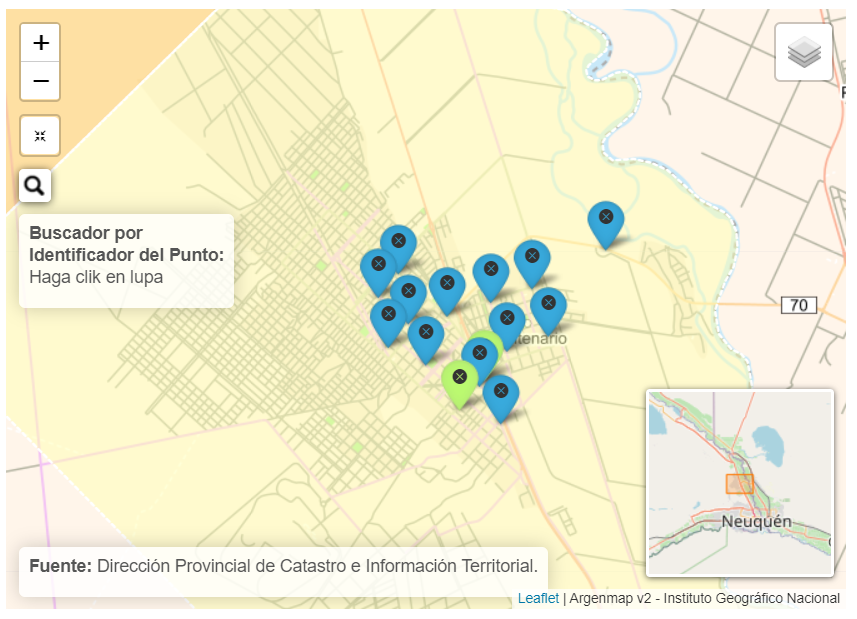 +
−
Buscador por
Identificador del Punto:
Haga clik en lupa
70
tenario
Neuquén
Fuente: Dirección Provincial de Catastro e Información Territorial.
Leaflet | Argenmap v2 - Instituto Geográfico Nacional